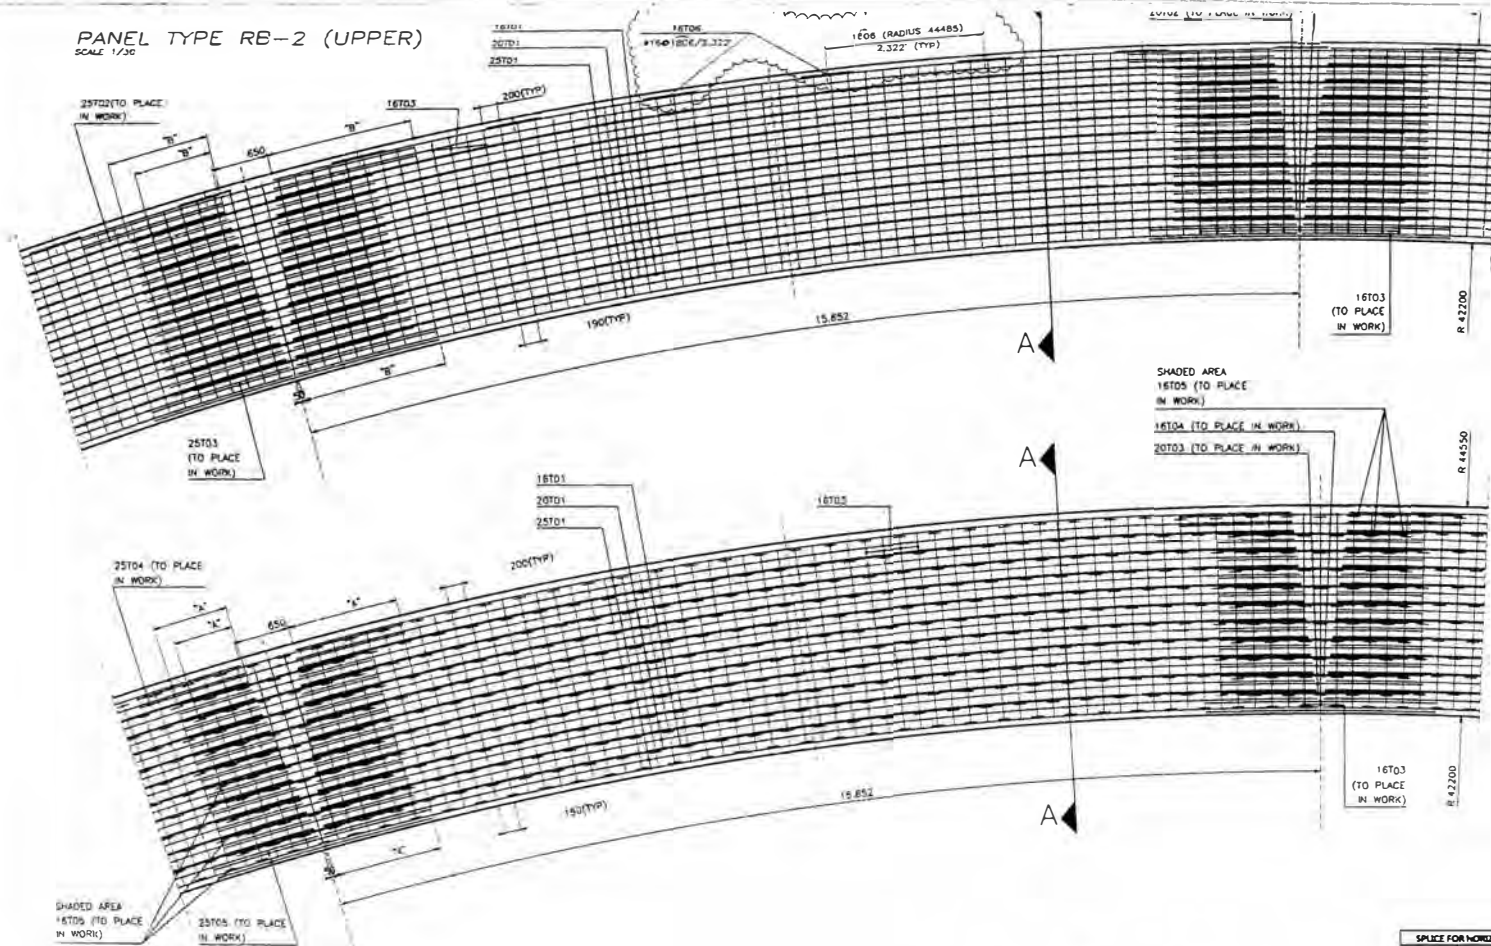 PANEL TYPE RB-2 (UPPER)
SCALE 1/30
16T01
20T01
25T01
16T06
1606 (RADIUS 44485)
2,322 (TYP)
25T02(TO PLACE
IN WORK)
16T03
200(TYP)
"B"
"B"
"B"
650
190(TYP)
15.852
A
"B"
50
16T03
(TO PLACE
IN WORK)
R 42200
25T03
(TO PLACE
IN WORK)
SHADED AREA
16T05 (TO PLACE
IN WORK)
16T04 (TO PLACE IN WORK)
20T03 (TO PLACE IN WORK)
R 44550
A
16T01
20T01
25T01
16T03
25T04 (TO PLACE
IN WORK)
200(TYP)
"A"
"A"
"A"
650
150(TYP)
15.852
A
16T03
(TO PLACE
IN WORK)
R 42200
SHADED AREA
16T05 (TO PLACE
IN WORK)
25T05 (TO PLACE
IN WORK)